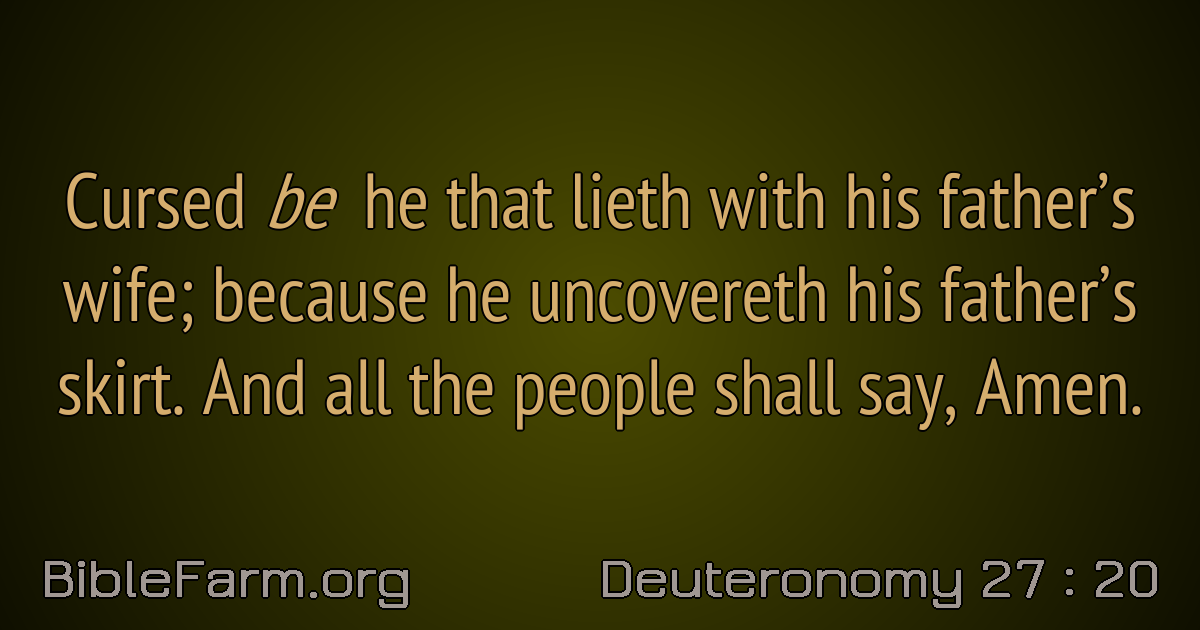 Cursed be he that lieth with his father’s
wife; because he uncovereth his father’s
skirt. And all the people shall say, Amen.
BibleFarm.org
Deuteronomy 27 : 20